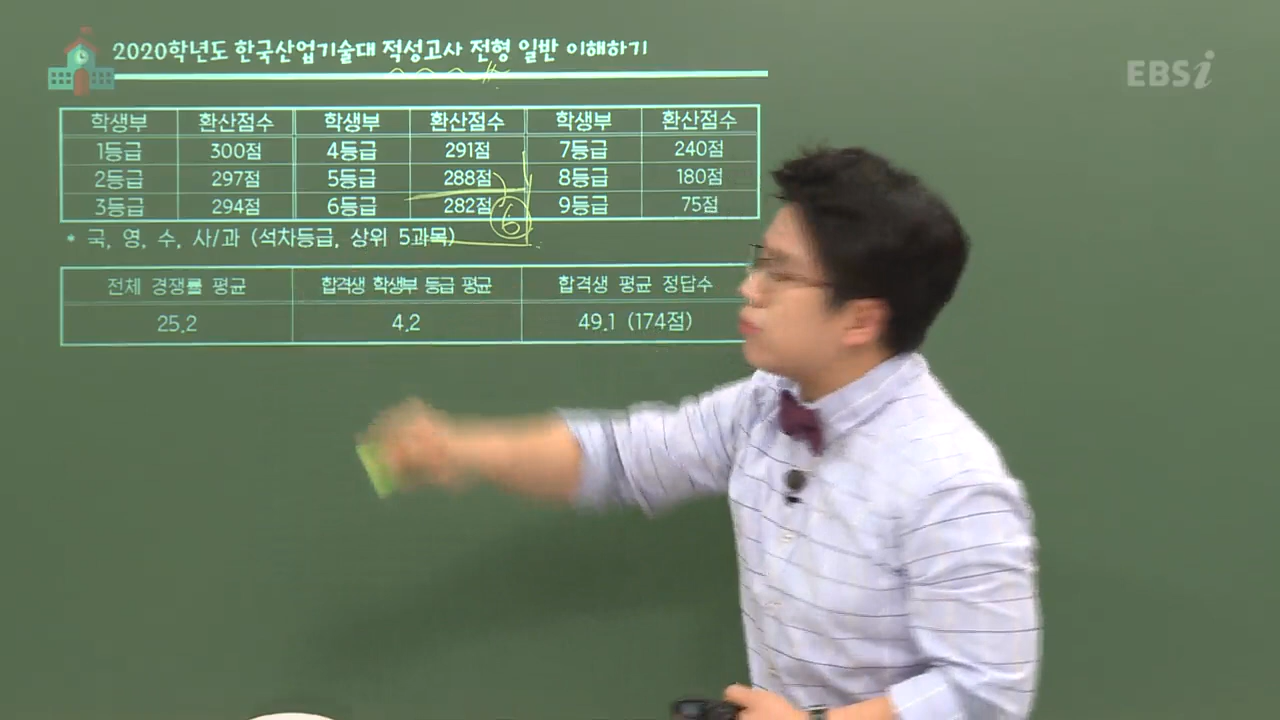 2020학년도 한국산업기술대 적성고사 전형 일반 이해하기
EBSi
학생부 환산점수 학생부 환산점수 학생부 환산점수
1등급 300점 4등급 291점 7등급 240점
2등급 297점 5등급 288점 8등급 180점
3등급 294점 6등급 282점 9등급 75점
6
* 국, 영, 수, 사/과 (석차등급, 상위 5과목)
전체 경쟁률 평균 합격생 학생부 등급 평균 합격생 평균 정답수
25.2 4.2 49.1 (174점)